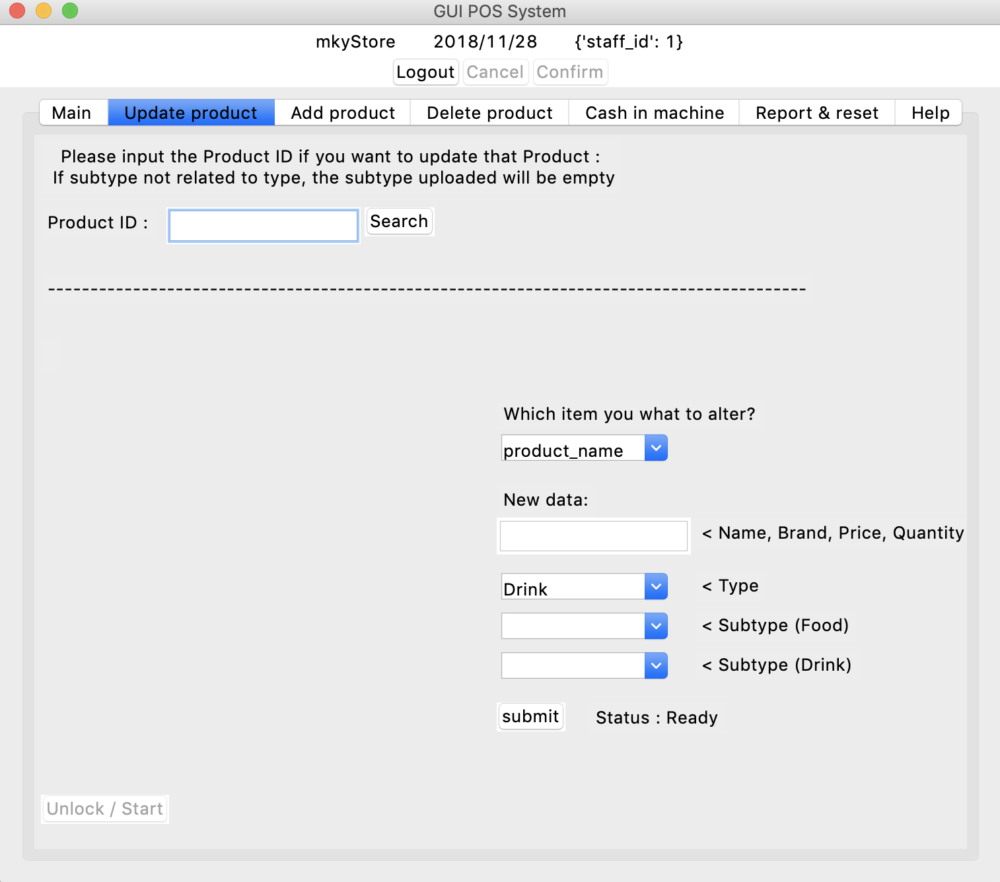 GUI POS System
mkyStore 2018/11/28 {'staff_id': 1}
Logout Cancel Confirm
Main Update product Add product Delete product Cash in machine Report & reset Help
Please input the Product ID if you want to update that Product :
If subtype not related to type, the subtype uploaded will be empty
Product ID : Search
-----------------------------------------------------------------------------------------
Which item you what to alter?
product_name
New data:
< Name, Brand, Price, Quantity
Drink < Type
< Subtype (Food)
< Subtype (Drink)
submit Status : Ready
Unlock / Start